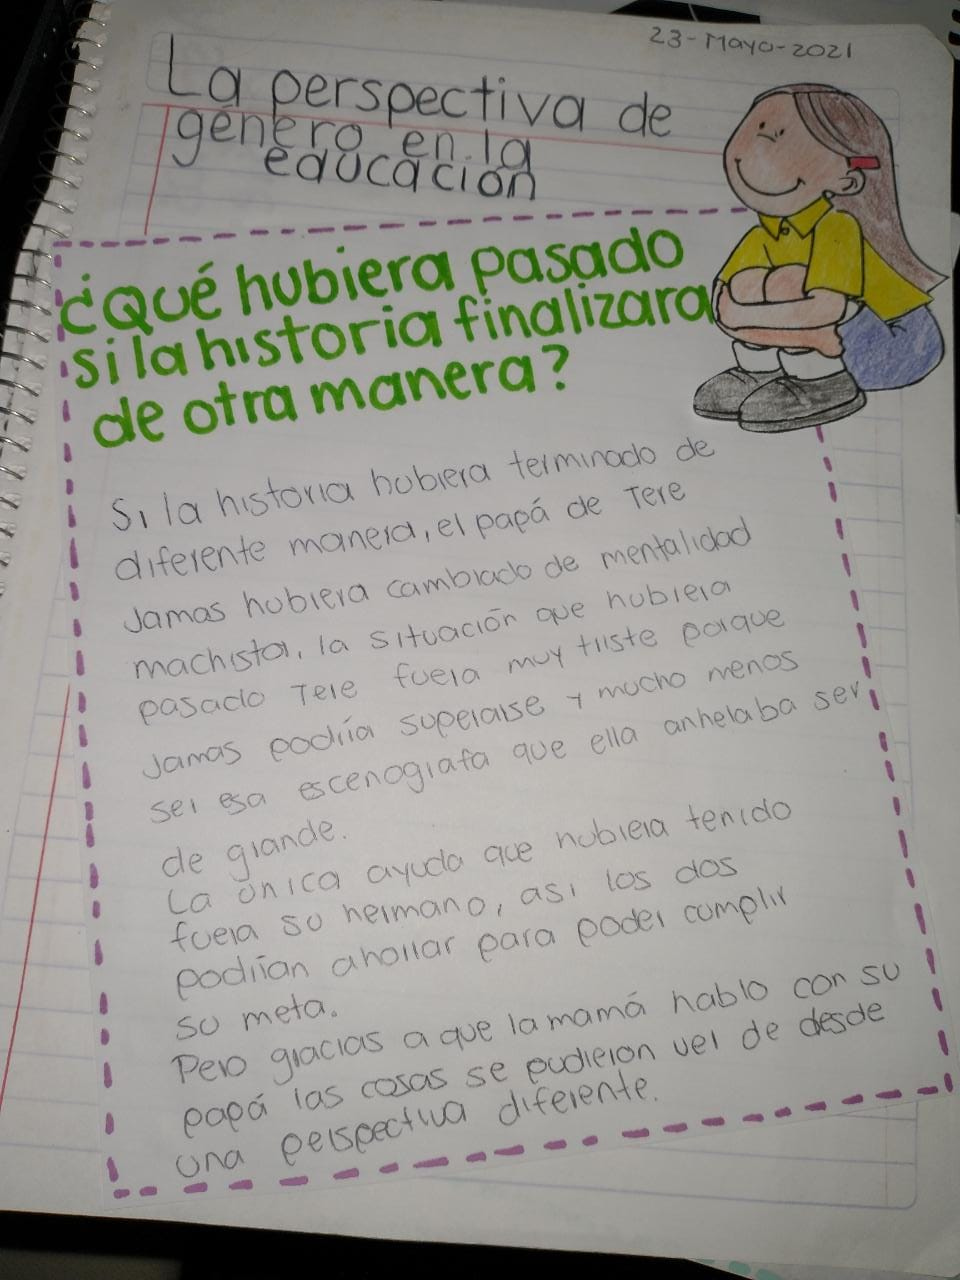 23-Mayo-2021
La perspectiva de
género en la
educación
¿Qué hubiera pasado
si la historia finalizara
de otra manera?
Si la historia hubiera terminado de
diferente manera, el papá de Tere
Jamas hubiera cambiado de mentalidad
machista, la situación que hubiera
pasado Tere fuera muy triste porque
Jamas podría superarse y mucho menos
ser esa escenografa que ella anhelaba ser
de grande.
La única ayuda que hubiera tenido
fuera su hermano, asi los dos
podrían ahorrar para poder cumplir
su meta.
Pero gracias a que la mamá hablo con su
papá las cosas se pudieron ver de desde
una perspectiva diferente.